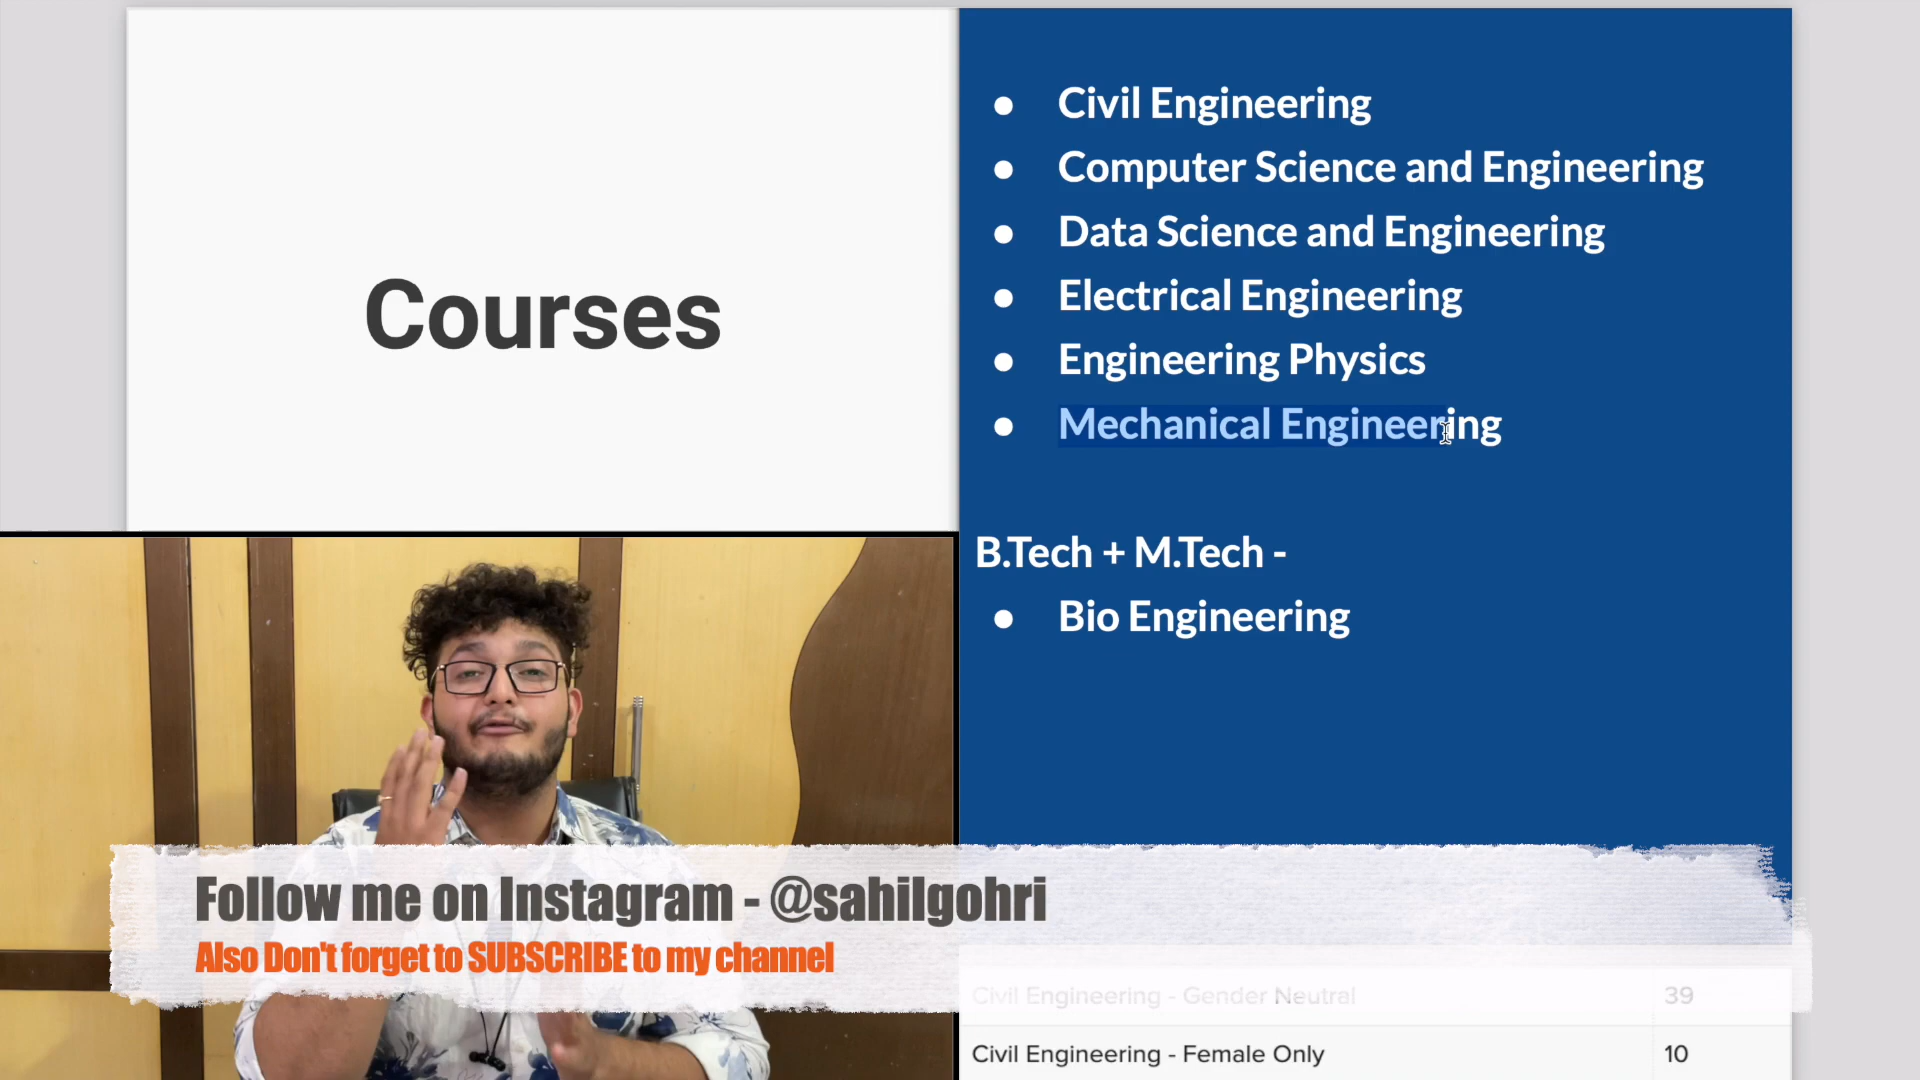 Courses
● Civil Engineering
● Computer Science and Engineering
● Data Science and Engineering
● Electrical Engineering
● Engineering Physics
● Mechanical Engineering
B.Tech + M.Tech -
● Bio Engineering
Follow me on Instagram - @sahilgohri
Also Don't forget to SUBSCRIBE to my channel
Civil Engineering - Gender Neutral 39
Civil Engineering - Female Only 10